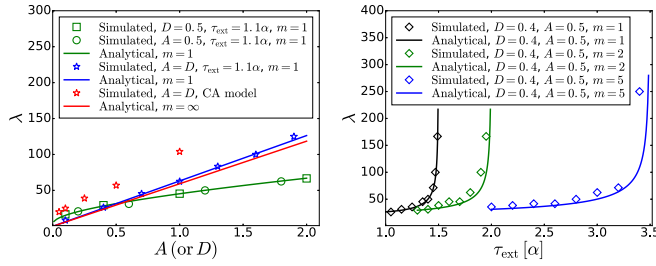 300
250
200
150
100
50
λ
0.0
0.5
1.0
1.5
2.0
A (or D)
Simulated, D = 0.5, τext = 1.1α, m = 1
Simulated, A = 0.5, τext = 1.1α, m = 1
Analytical, m = 1
Simulated, A = D, τext = 1.1α, m = 1
Analytical, m = 1
Simulated, A = D, CA model
Analytical, m = ∞
400
350
300
250
200
150
100
50
0
λ
1.0
1.5
2.0
2.5
3.0
3.5
τext [α]
Simulated, D = 0.4, A = 0.5, m = 1
Analytical, D = 0.4, A = 0.5, m = 1
Simulated, D = 0.4, A = 0.5, m = 2
Analytical, D = 0.4, A = 0.5, m = 2
Simulated, D = 0.4, A = 0.5, m = 5
Analytical, D = 0.4, A = 0.5, m = 5